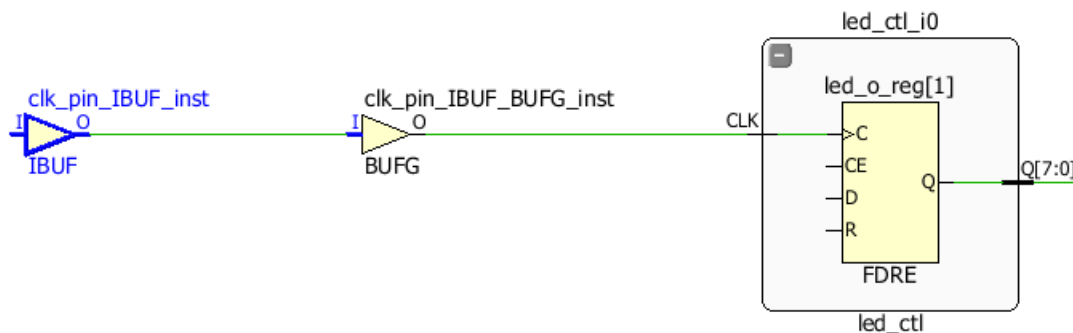 led_ctl_i0
clk_pin_IBUF_inst
clk_pin_IBUF_BUFG_inst
led_o_reg[1]
I
O
I
O
CLK
C
IBUF
BUFG
CE
D
Q
Q[7:0]
R
FDRE
led_ctl